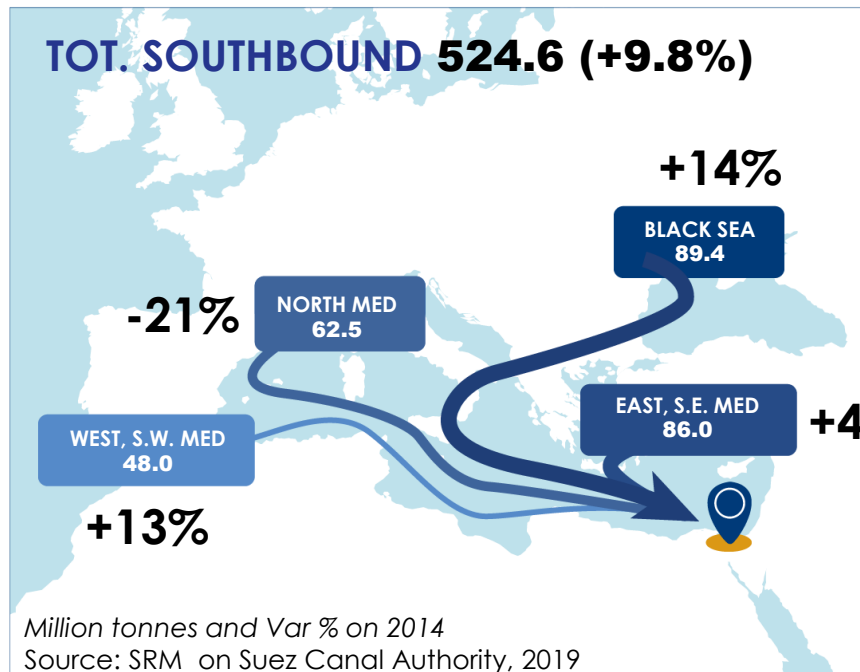 TOT. SOUTHBOUND 524.6 (+9.8%)
+14%
BLACK SEA
89.4
-21%
NORTH MED
62.5
EAST, S.E. MED
86.0
+4
WEST, S.W. MED
48.0
+13%
Million tonnes and Var % on 2014
Source: SRM on Suez Canal Authority, 2019